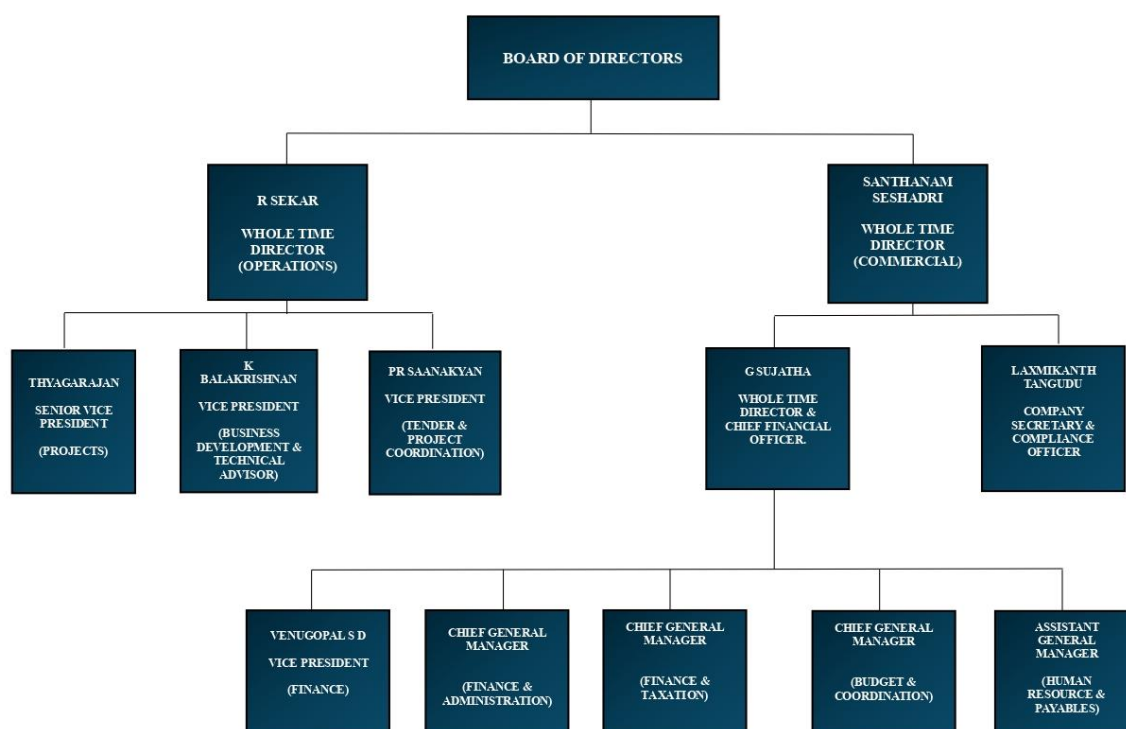 BOARD OF DIRECTORS
R SEKAR
WHOLE TIME
DIRECTOR
(OPERATIONS)
SANTHANAM
SESHADRI
WHOLE TIME
DIRECTOR
(COMMERCIAL)
THYAGARAJAN
SENIOR VICE
PRESIDENT
(PROJECTS)
K
BALAKRISHNAN
VICE PRESIDENT
(BUSINESS
DEVELOPMENT &
TECHNICAL
ADVISOR)
PR SAANAKYAN
VICE PRESIDENT
(TENDER &
PROJECT
COORDINATION)
G SUJATHA
WHOLE TIME
DIRECTOR &
CHIEF FINANCIAL
OFFICER.
LAXMIKANTH
TANGUDU
COMPANY
SECRETARY &
COMPLIANCE
OFFICER
VENUGOPAL S D
VICE PRESIDENT
(FINANCE)
CHIEF GENERAL
MANAGER
(FINANCE &
ADMINISTRATION)
CHIEF GENERAL
MANAGER
(FINANCE &
TAXATION)
CHIEF GENERAL
MANAGER
(BUDGET &
COORDINATION)
ASSISTANT
GENERAL
MANAGER
(HUMAN
RESOURCE &
PAYABLES)